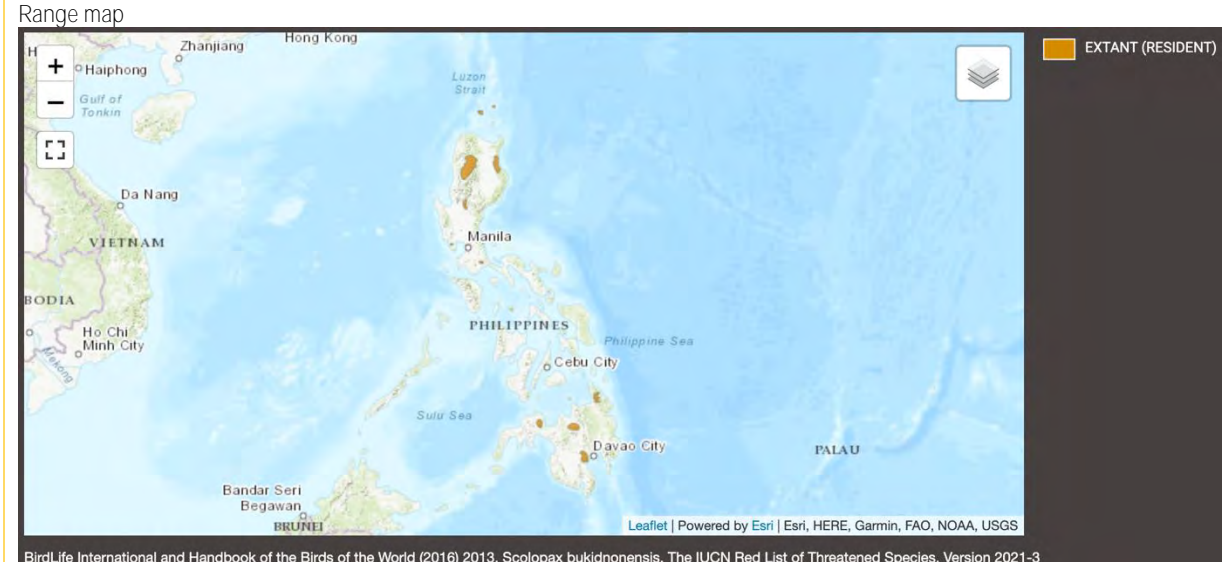 Range map
EXTANT (RESIDENT)
H
+
−
Zhanjiang
Hong Kong
Haiphong
Gulf of
Tonkin
Luzon
Strait
Da Nang
VIETNAM
Manila
BODIA
PHILIPPINES
Philippine Sea
Ho Chi
Minh City
Mekong
Cebu City
Sulu Sea
Davao City
PALAU
Bandar Seri
Begawan
BRUNEI
Leaflet | Powered by Esri | Esri, HERE, Garmin, FAO, NOAA, USGS
BirdLife International and Handbook of the Birds of the World (2016) 2013. Scolopax bukidnonensis. The IUCN Red List of Threatened Species. Version 2021-3